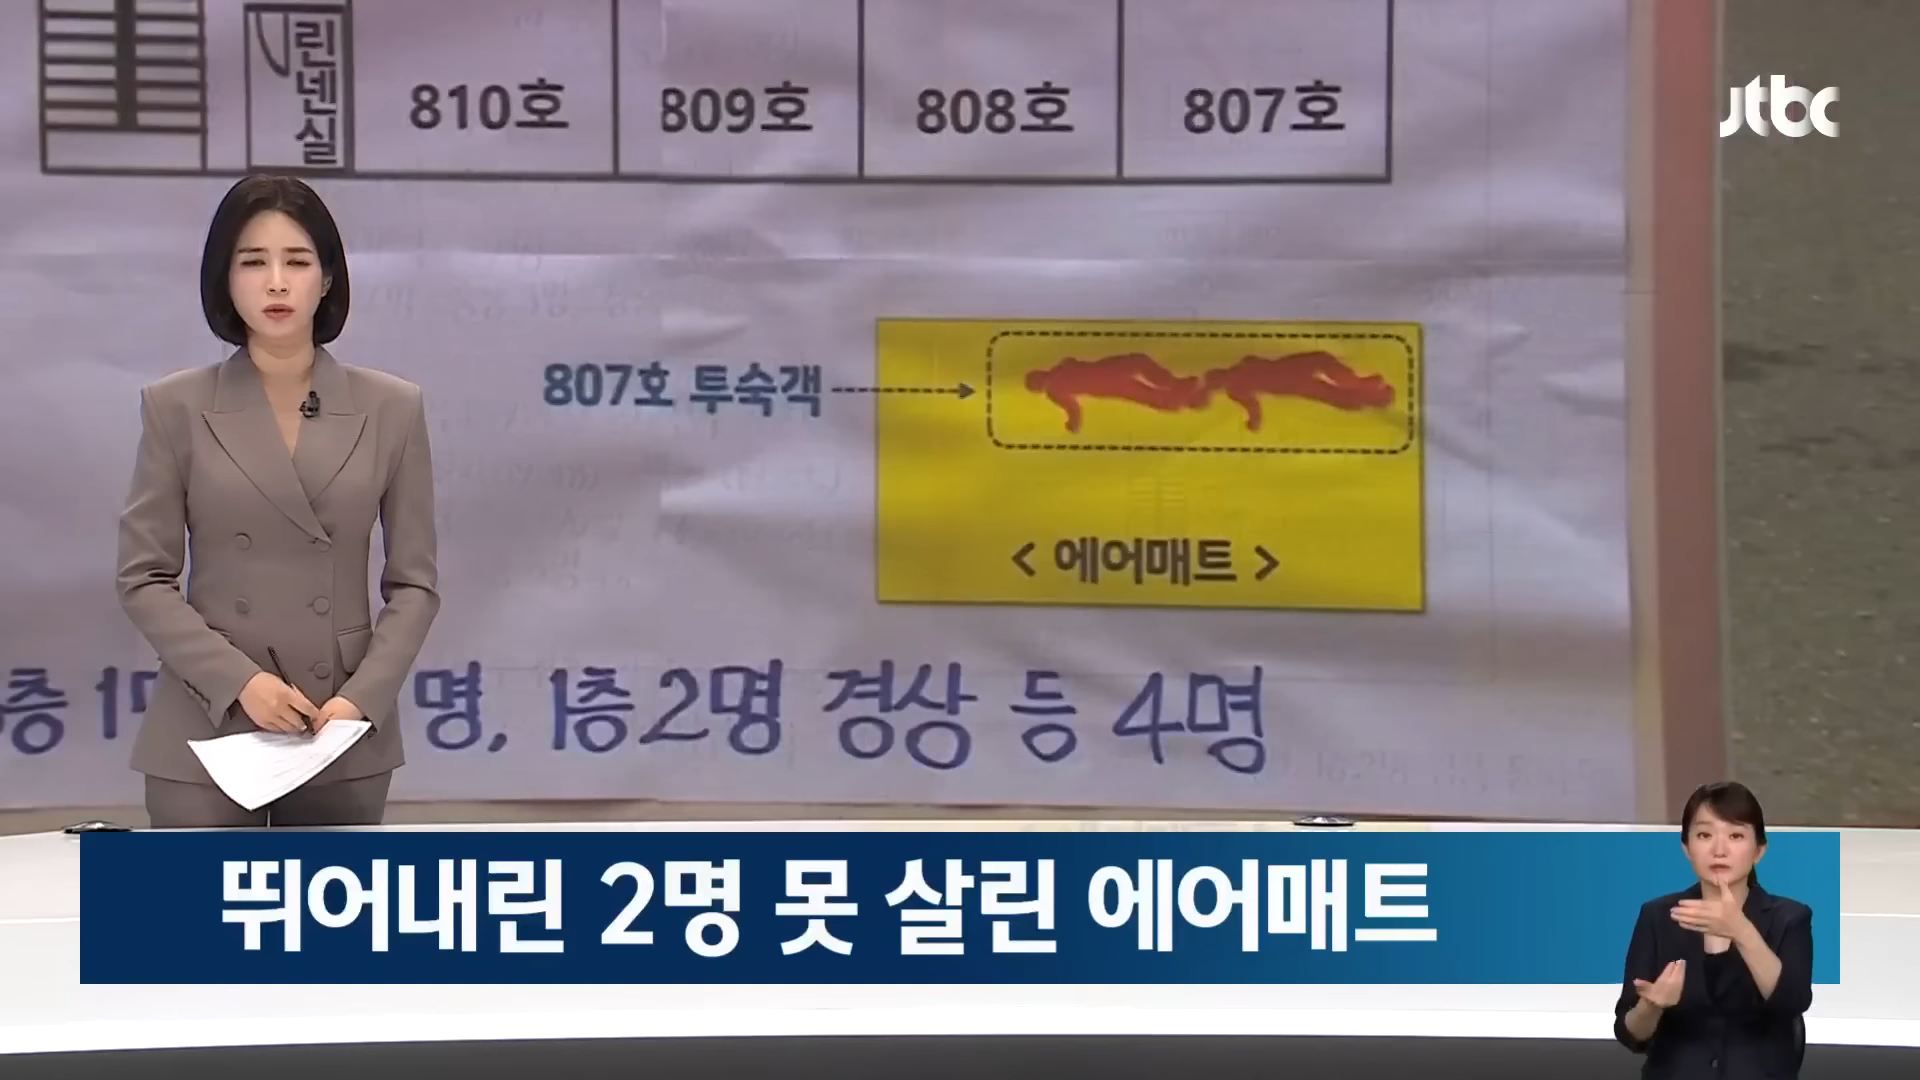 린넨실
810호 809호 808호 807호
jtbc
807호 투숙객
< 에어매트 >
명, 1층 2명 경상 등 4명
뛰어내린 2명 못 살린 에어매트